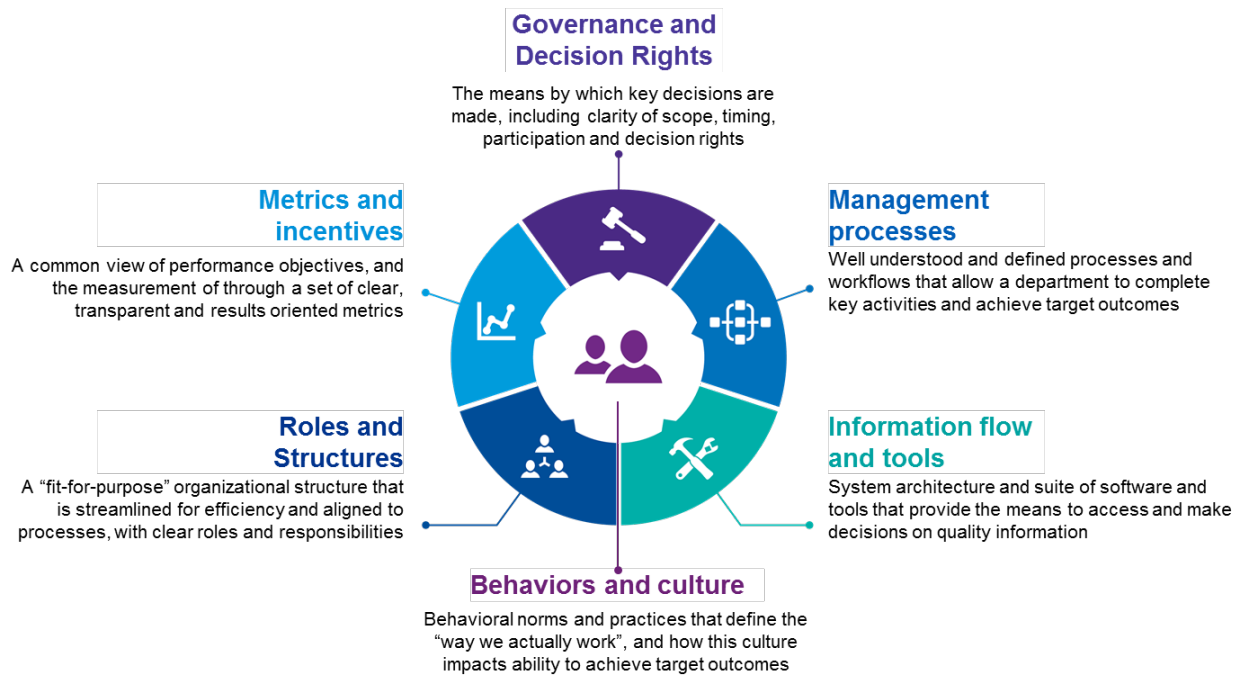 Governance and
Decision Rights
The means by which key decisions are
made, including clarity of scope, timing,
participation and decision rights
Metrics and
incentives
A common view of performance objectives, and
the measurement of through a set of clear,
transparent and results oriented metrics
Management
processes
Well understood and defined processes and
workflows that allow a department to complete
key activities and achieve target outcomes
Roles and
Structures
A “fit-for-purpose” organizational structure that
is streamlined for efficiency and aligned to
processes, with clear roles and responsibilities
Information flow
and tools
System architecture and suite of software and
tools that provide the means to access and make
decisions on quality information
Behaviors and culture
Behavioral norms and practices that define the
“way we actually work”, and how this culture
impacts ability to achieve target outcomes